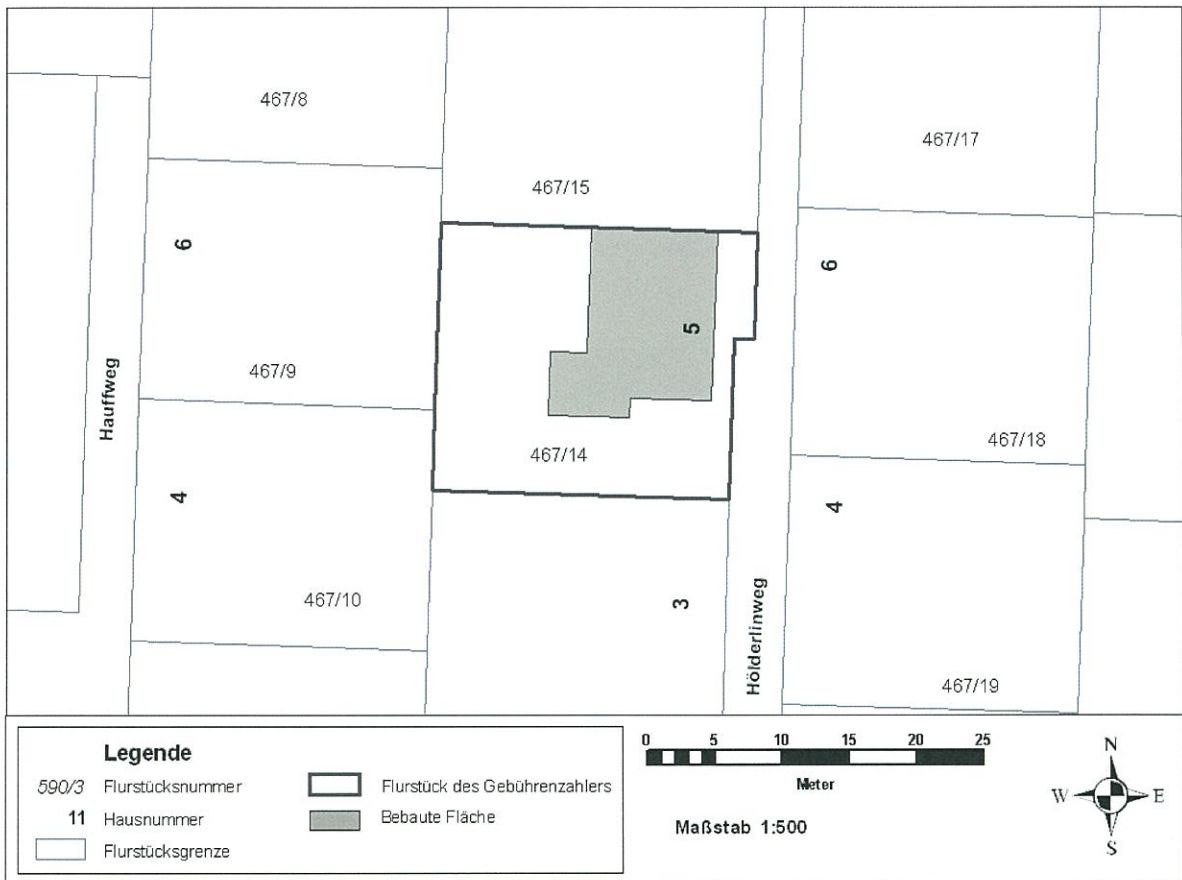 467/8
467/17
467/15
6
6
5
Hauffweg
467/9
467/14
467/18
4
4
467/10
3
Hölderlinweg
467/19
Legende
590/3 Flurstücksnummer
11 Hausnummer
Flurstücksgrenze
Flurstück des Gebührenzahlers
Bebaute Fläche
0 5 10 15 20 25
Meter
Maßstab 1:500
N
W E
S